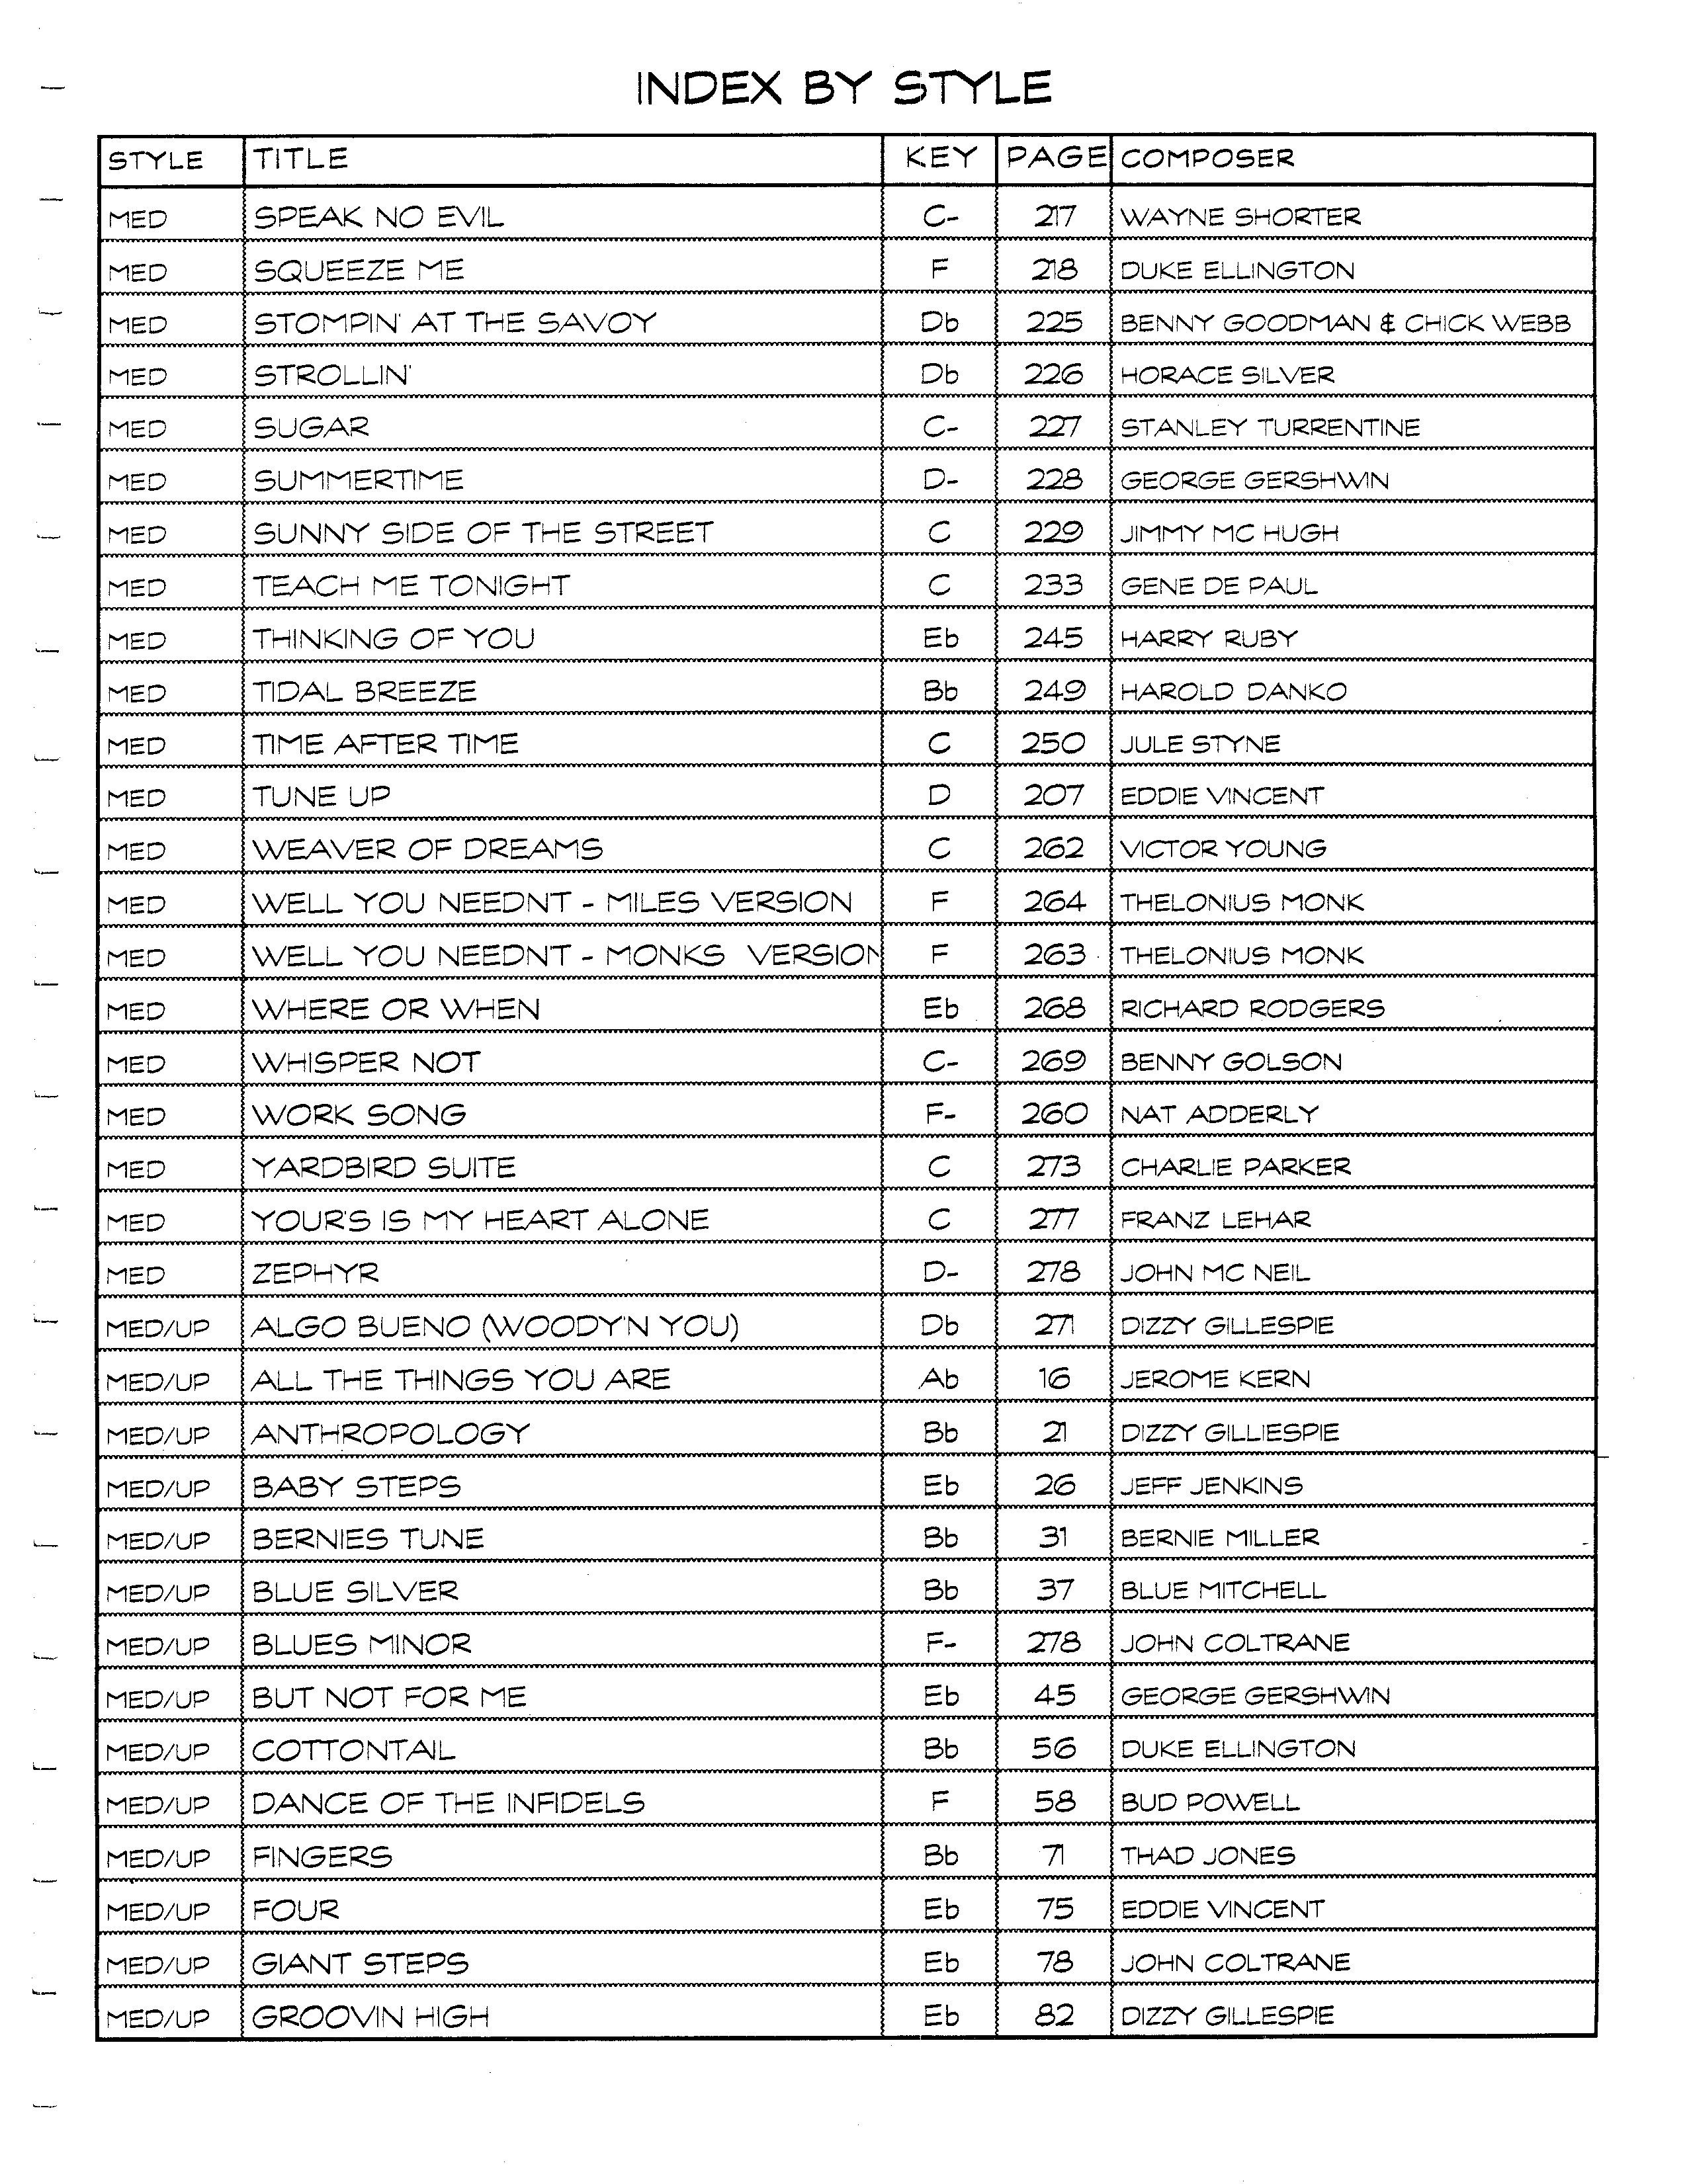 INDEX BY STYLE
STYLE TITLE KEY PAGE COMPOSER
MED SPEAK NO EVIL C- 217 WAYNE SHORTER
MED SQUEEZE ME F 218 DUKE ELLINGTON
MED STOMPIN' AT THE SAVOY Db 225 BENNY GOODMAN & CHICK WEBB
MED STROLLIN' Db 226 HORACE SILVER
MED SUGAR C- 227 STANLEY TURRENTINE
MED SUMMERTIME D- 228 GEORGE GERSHWIN
MED SUNNY SIDE OF THE STREET C 229 JIMMY MC HUGH
MED TEACH ME TONIGHT C 233 GENE DE PAUL
MED THINKING OF YOU Eb 245 HARRY RUBY
MED TIDAL BREEZE Bb 249 HAROLD DANKO
MED TIME AFTER TIME C 250 JULE STYNE
MED TUNE UP D 207 EDDIE VINCENT
MED WEAVER OF DREAMS C 262 VICTOR YOUNG
MED WELL YOU NEEDNT - MILES VERSION F 264 THELONIUS MONK
MED WELL YOU NEEDNT - MONKS VERSION F 263 THELONIUS MONK
MED WHERE OR WHEN Eb 268 RICHARD RODGERS
MED WHISPER NOT C- 269 BENNY GOLSON
MED WORK SONG F- 260 NAT ADDERLY
MED YARDBIRD SUITE C 273 CHARLIE PARKER
MED YOUR'S IS MY HEART ALONE C 277 FRANZ LEHAR
MED ZEPHYR D- 278 JOHN MC NEIL
MED/UP ALGO BUENO (WOODY'N YOU) Db 271 DIZZY GILLESPIE
MED/UP ALL THE THINGS YOU ARE Ab 16 JEROME KERN
MED/UP ANTHROPOLOGY Bb 21 DIZZY GILLIESPIE
MED/UP BABY STEPS Eb 26 JEFF JENKINS
MED/UP BERNIES TUNE Bb 31 BERNIE MILLER
MED/UP BLUE SILVER Bb 37 BLUE MITCHELL
MED/UP BLUES MINOR F- 278 JOHN COLTRANE
MED/UP BUT NOT FOR ME Eb 45 GEORGE GERSHWIN
MED/UP COTTONTAIL Bb 56 DUKE ELLINGTON
MED/UP DANCE OF THE INFIDELS F 58 BUD POWELL
MED/UP FINGERS Bb 71 THAD JONES
MED/UP FOUR Eb 75 EDDIE VINCENT
MED/UP GIANT STEPS Eb 78 JOHN COLTRANE
MED/UP GROOVIN HIGH Eb 82 DIZZY GILLESPIE